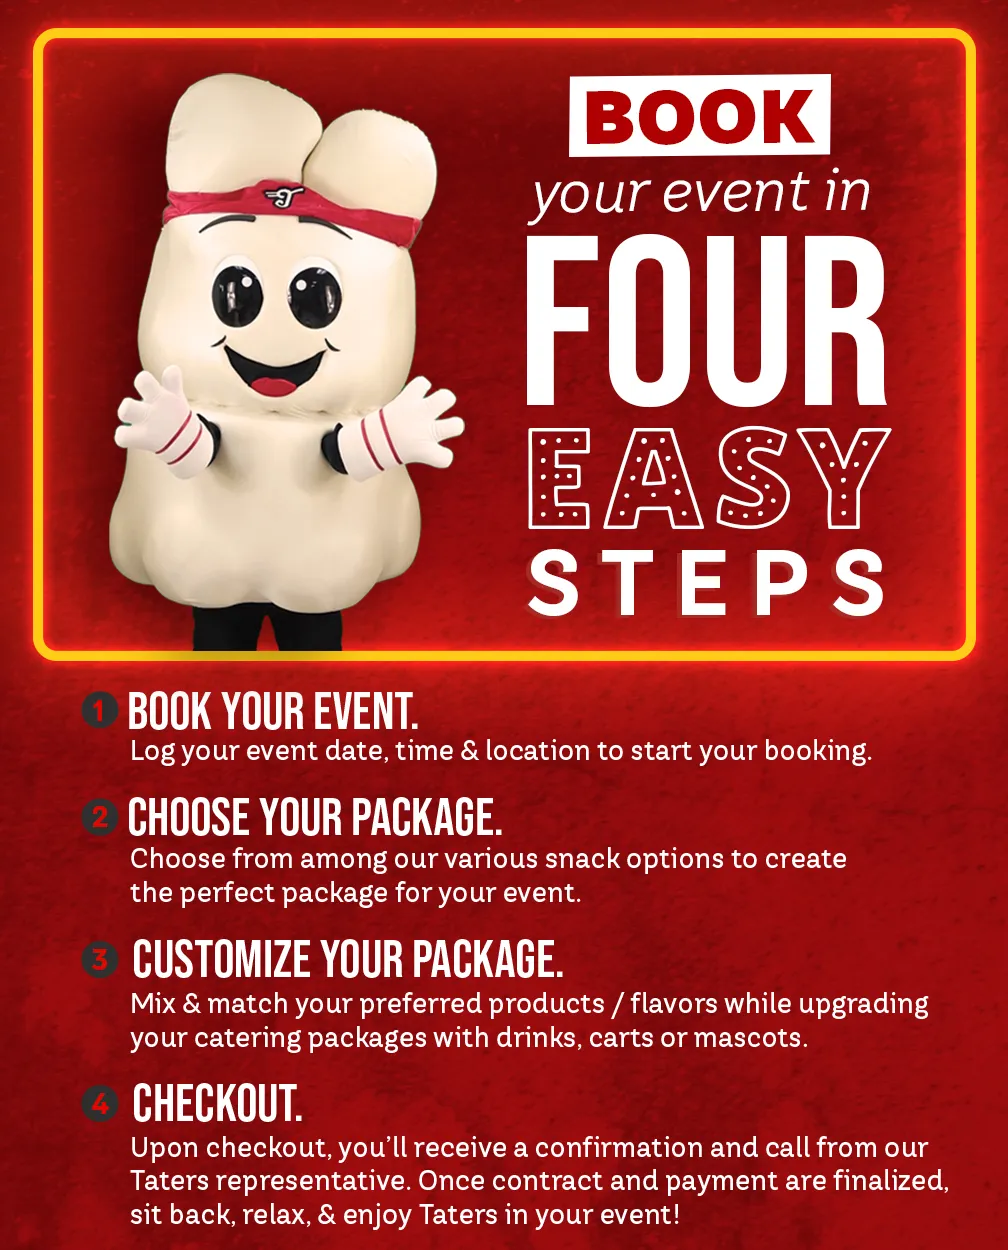 BOOK
your event in
FOUR
EASY
STEPS
1 BOOK YOUR EVENT.
Log your event date, time & location to start your booking.
2 CHOOSE YOUR PACKAGE.
Choose from among our various snack options to create
the perfect package for your event.
3 CUSTOMIZE YOUR PACKAGE.
Mix & match your preferred products / flavors while upgrading
your catering packages with drinks, carts or mascots.
4 CHECKOUT.
Upon checkout, you’ll receive a confirmation and call from our
Taters representative. Once contract and payment are finalized,
sit back, relax, & enjoy Taters in your event!